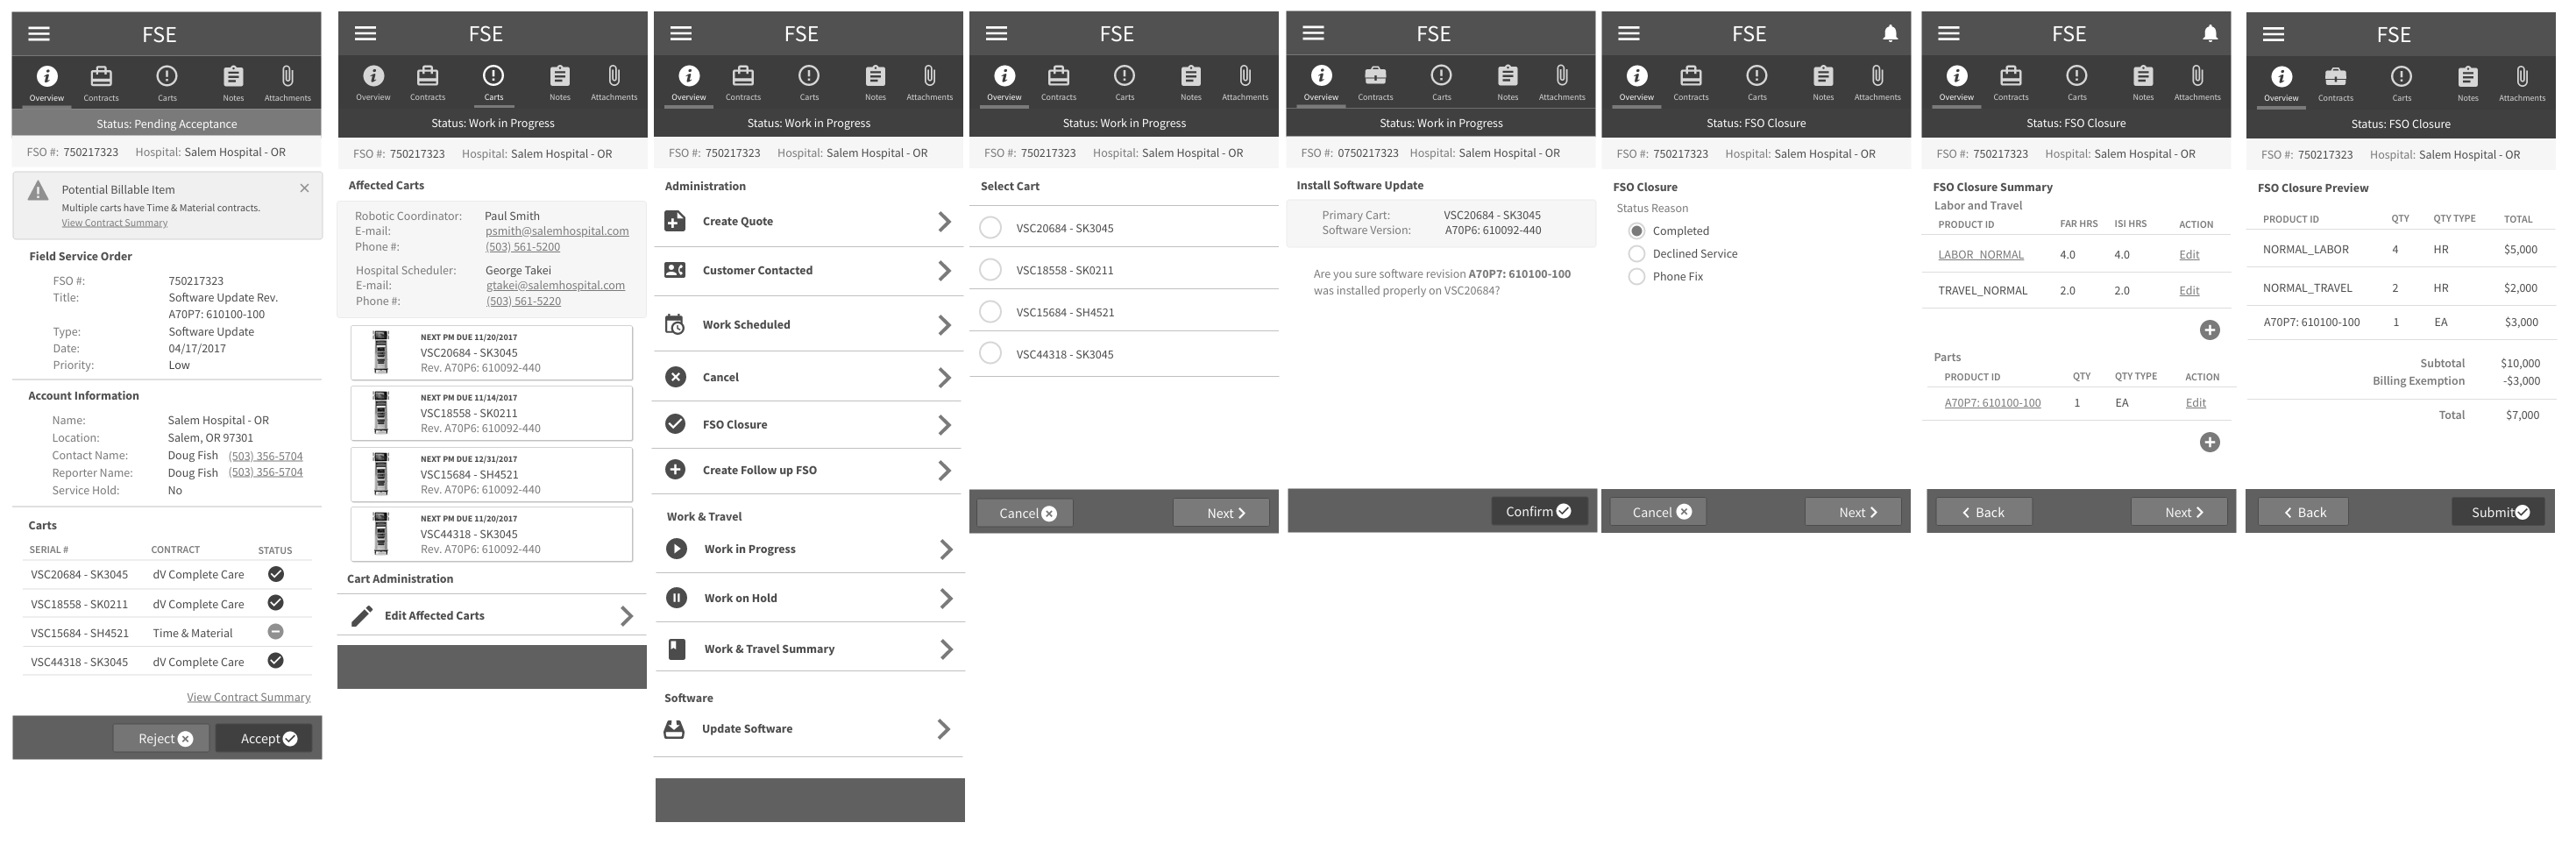 FSE
Overview Contracts Carts Notes Attachments
Status: Pending Acceptance
FSO #: 750217323 Hospital: Salem Hospital - OR
Potential Billable Item
Multiple carts have Time & Material contracts.
View Contract Summary
Field Service Order
FSO #: 750217323
Title: Software Update Rev.
A70P7: 610100-100
Type: Software Update
Date: 04/17/2017
Priority: Low
Account Information
Name: Salem Hospital - OR
Location: Salem, OR 97301
Contact Name: Doug Fish (503) 356-5704
Reporter Name: Doug Fish (503) 356-5704
Service Hold: No
Carts
SERIAL # CONTRACT STATUS
VSC20684 - SK3045 dV Complete Care
VSC18558 - SK0211 dV Complete Care
VSC15684 - SH4521 Time & Material
VSC44318 - SK3045 dV Complete Care
View Contract Summary
Reject Accept
FSE
Overview Contracts Carts Notes Attachments
Status: Work in Progress
FSO #: 750217323 Hospital: Salem Hospital - OR
Affected Carts
Robotic Coordinator: Paul Smith
E-mail: psmith@salemhospital.com
Phone #: (503) 561-5200
Hospital Scheduler: George Takei
E-mail: gtakei@salemhospital.com
Phone #: (503) 561-5220
NEXT PM DUE 11/20/2017
VSC20684 - SK3045
Rev. A70P6: 610092-440
NEXT PM DUE 11/14/2017
VSC18558 - SK0211
Rev. A70P6: 610092-440
NEXT PM DUE 12/31/2017
VSC15684 - SH4521
Rev. A70P6: 610092-440
NEXT PM DUE 11/20/2017
VSC44318 - SK3045
Rev. A70P6: 610092-440
Cart Administration
Edit Affected Carts
FSE
Overview Contracts Carts Notes Attachments
Status: Work in Progress
FSO #: 750217323 Hospital: Salem Hospital - OR
Administration
Create Quote
Customer Contacted
Work Scheduled
Cancel
FSO Closure
Create Follow up FSO
Work & Travel
Work in Progress
Work on Hold
Work & Travel Summary
Software
Update Software
FSE
Overview Contracts Carts Notes Attachments
Status: Work in Progress
FSO #: 750217323 Hospital: Salem Hospital - OR
Select Cart
VSC20684 - SK3045
VSC18558 - SK0211
VSC15684 - SH4521
VSC44318 - SK3045
Cancel Next
FSE
Overview Contracts Carts Notes Attachments
Status: Work in Progress
FSO #: 0750217323 Hospital: Salem Hospital - OR
Install Software Update
Primary Cart: VSC20684 - SK3045
Software Version: A70P6: 610092-440
Are you sure software revision A70P7: 610100-100
was installed properly on VSC20684?
Confirm
FSE
Overview Contracts Carts Notes Attachments
Status: FSO Closure
FSO #: 750217323 Hospital: Salem Hospital - OR
FSO Closure
Status Reason
Completed
Declined Service
Phone Fix
Cancel Next
FSE
Overview Contracts Carts Notes Attachments
Status: FSO Closure
FSO #: 750217323 Hospital: Salem Hospital - OR
FSO Closure Summary
Labor and Travel
PRODUCT ID FAR HRS ISI HRS ACTION
LABOR_NORMAL 4.0 4.0 Edit
TRAVEL_NORMAL 2.0 2.0 Edit
Parts
PRODUCT ID QTY QTY TYPE ACTION
A70P7: 610100-100 1 EA Edit
Back Next
FSE
Overview Contracts Carts Notes Attachments
Status: FSO Closure
FSO #: 750217323 Hospital: Salem Hospital - OR
FSO Closure Preview
PRODUCT ID QTY QTY TYPE TOTAL
NORMAL_LABOR 4 HR $5,000
NORMAL_TRAVEL 2 HR $2,000
A70P7: 610100-100 1 EA $3,000
Subtotal $10,000
Billing Exemption -$3,000
Total $7,000
Back Submit